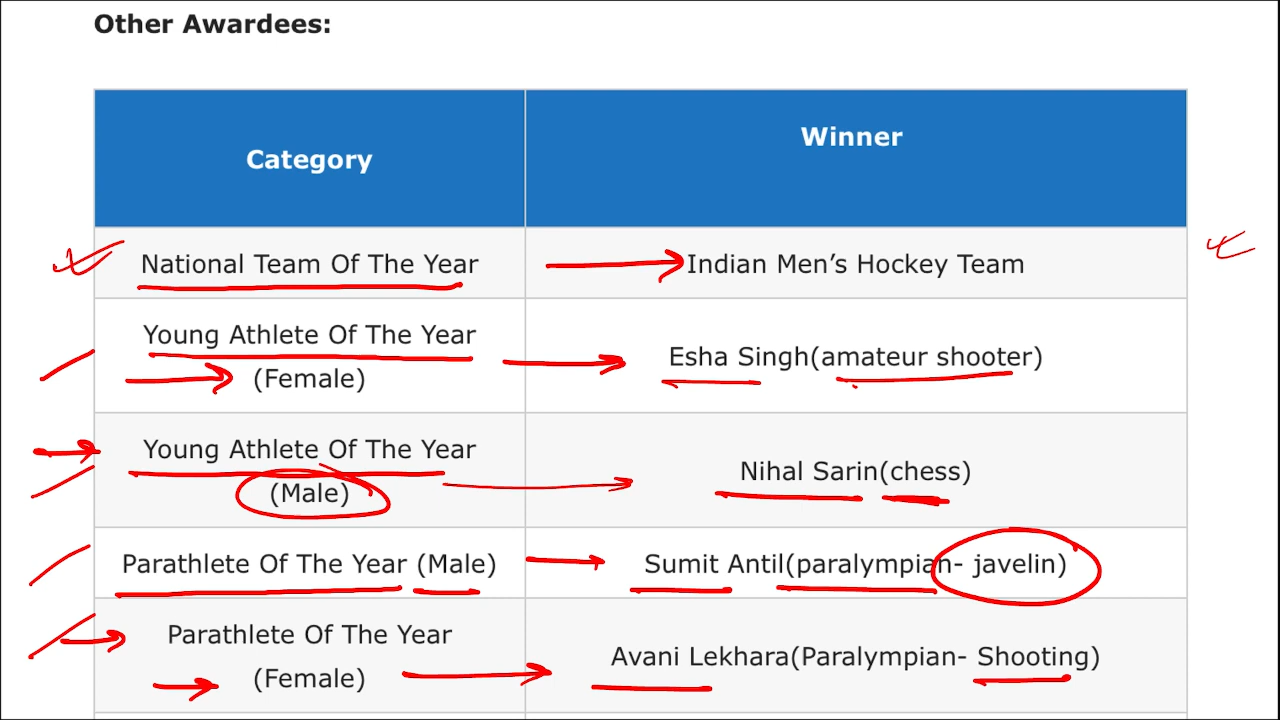 Other Awardees:
Category
Winner
National Team Of The Year
Indian Men’s Hockey Team
Young Athlete Of The Year
(Female)
Esha Singh(amateur shooter)
Young Athlete Of The Year
(Male)
Nihal Sarin(chess)
Parathlete Of The Year (Male)
Sumit Antil(paralympian- javelin)
Parathlete Of The Year
(Female)
Avani Lekhara(Paralympian- Shooting)